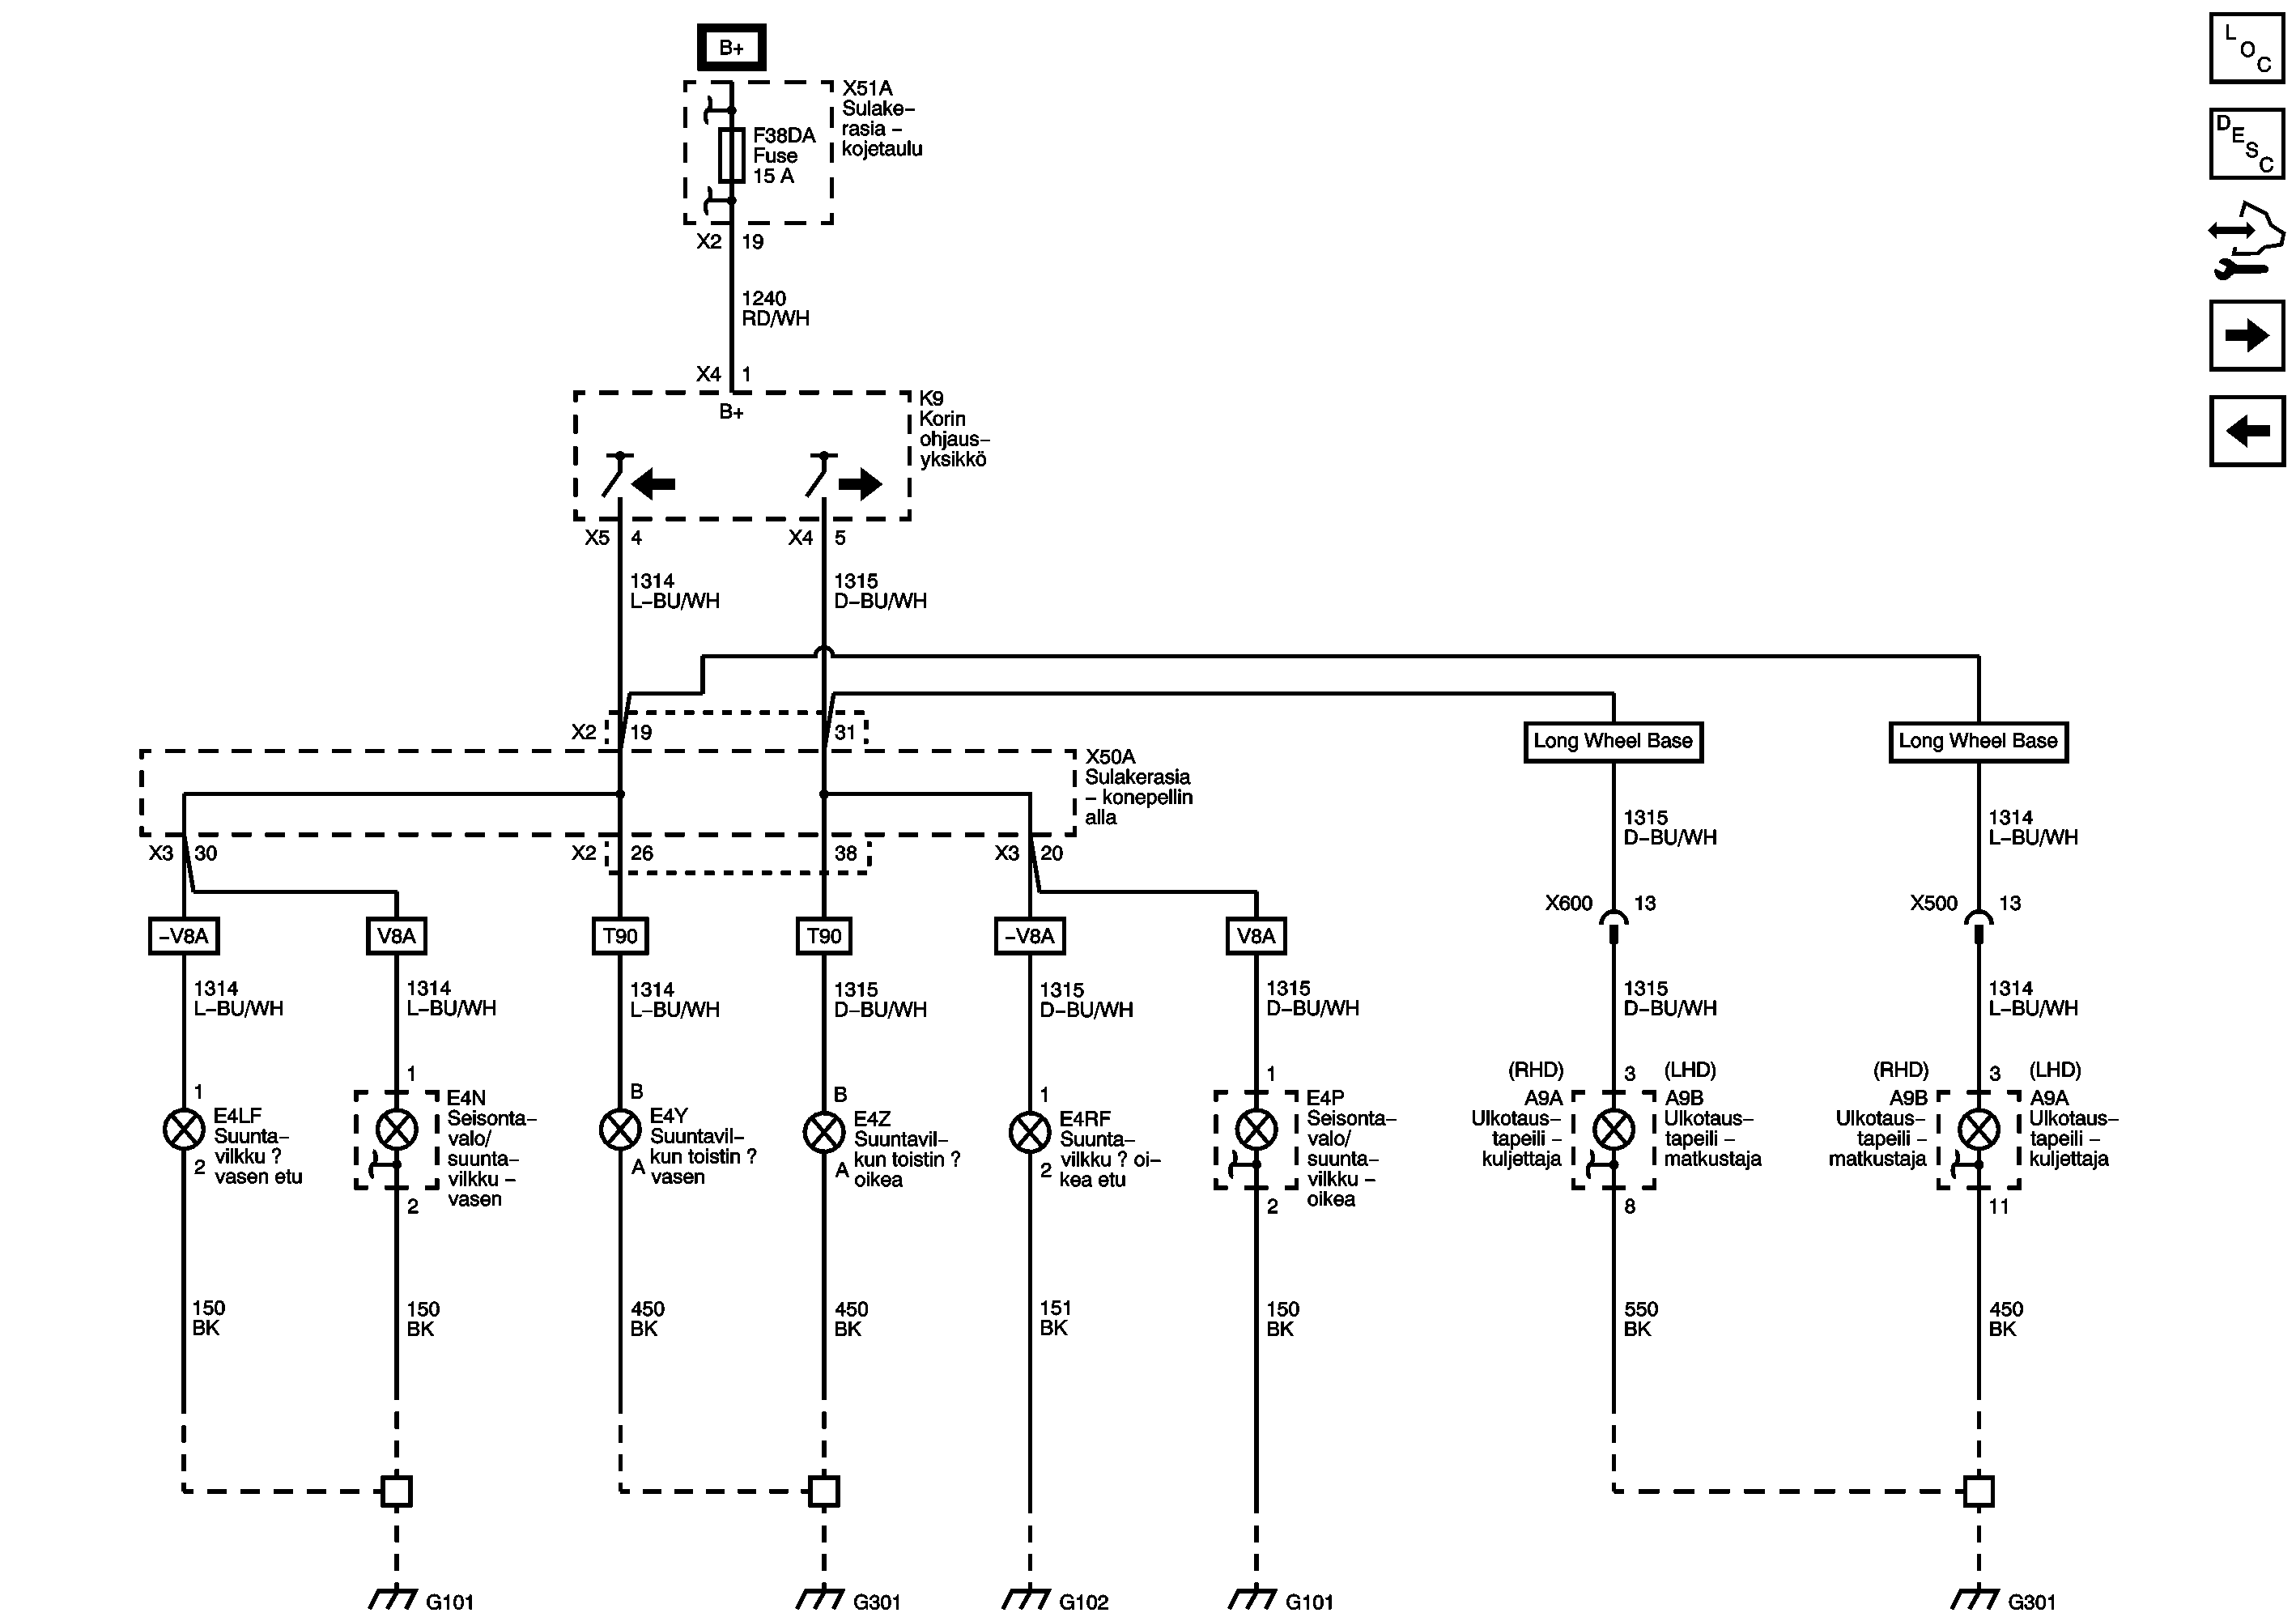 B+
X51A
Sulake–
rasia –
kojetaulu
F38DA
Fuse
15 A
X2 19
1240
RD/WH
X4 1
B+
K9
Korin
ohjaus–
yksikkö
X5 4
X4 5
1314
L–BU/WH
1315
D–BU/WH
X2 19
31
X50A
Sulakerasia
– konepellin
alla
Long Wheel Base
Long Wheel Base
1315
D–BU/WH
1314
L–BU/WH
X3 30
X2 26
38
X3 20
X600 13
X500 13
–V8A
V8A
T90
T90
–V8A
V8A
1314
L–BU/WH
1314
L–BU/WH
1314
L–BU/WH
1315
D–BU/WH
1315
D–BU/WH
1315
D–BU/WH
1315
D–BU/WH
1314
L–BU/WH
1
E4LF
Suunta–
vilkku ?
vasen etu
2
1
E4N
Seisonta–
valo/
suunta–
vilkku –
vasen
2
B
E4Y
Suuntavil–
kun toistin ?
vasen
A
B
E4Z
Suuntavil–
kun toistin ?
oikea
A
1
E4RF
Suunta–
vilkku ? oi–
kea etu
2
1
E4P
Seisonta–
valo/
suunta–
vilkku –
oikea
2
(RHD)
A9A
Ulkotaus–
tapeili –
kuljettaja
3
(LHD)
A9B
Ulkotaus–
tapeili –
matkustaja
8
(RHD)
A9B
Ulkotaus–
tapeili –
matkustaja
3
(LHD)
A9A
Ulkotaus–
tapeili –
kuljettaja
11
150
BK
150
BK
450
BK
450
BK
151
BK
150
BK
550
BK
450
BK
G101
G301
G102
G101
G301
LOC
DESC